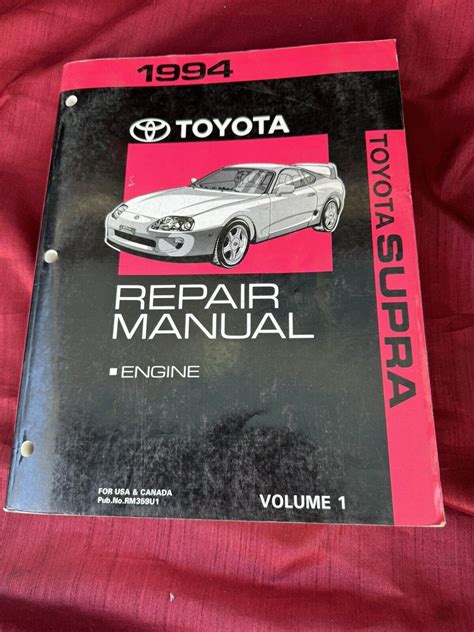 1994
TOYOTA
TOYOTA SUPRA
REPAIR
MANUAL
■ENGINE
FOR USA & CANADA
Pub.No.RM359U1
VOLUME 1